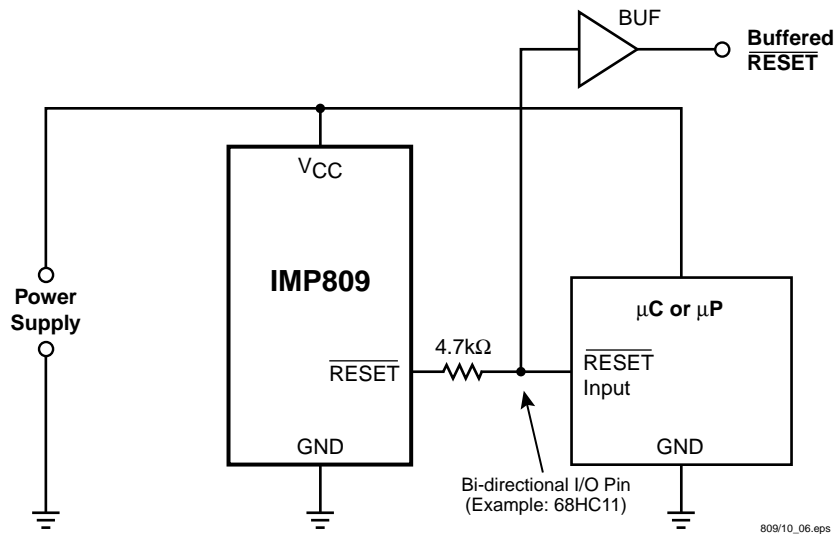 BUF
Buffered
RESET
VCC
IMP809
Power
Supply
μC or μP
4.7kΩ
RESET
RESET
Input
GND
GND
Bi-directional I/O Pin
(Example: 68HC11)
809/10_06.eps